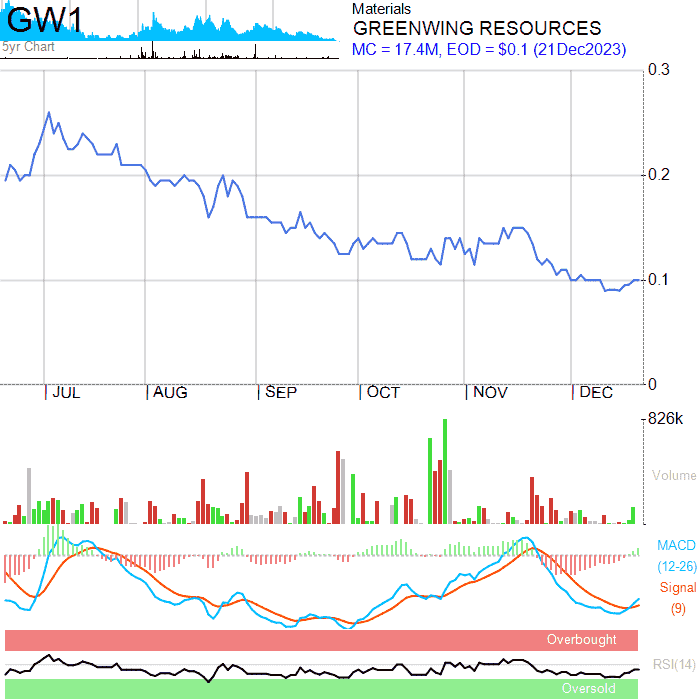 GW1
5yr Chart
Materials
GREENWING RESOURCES
MC = 17.4M, EOD = $0.1 (21Dec2023)
0.3
0.2
0.1
0
JUL AUG SEP OCT NOV DEC
826k
Volume
MACD
(12-26)
Signal
(9)
Overbought
RSI(14)
Oversold